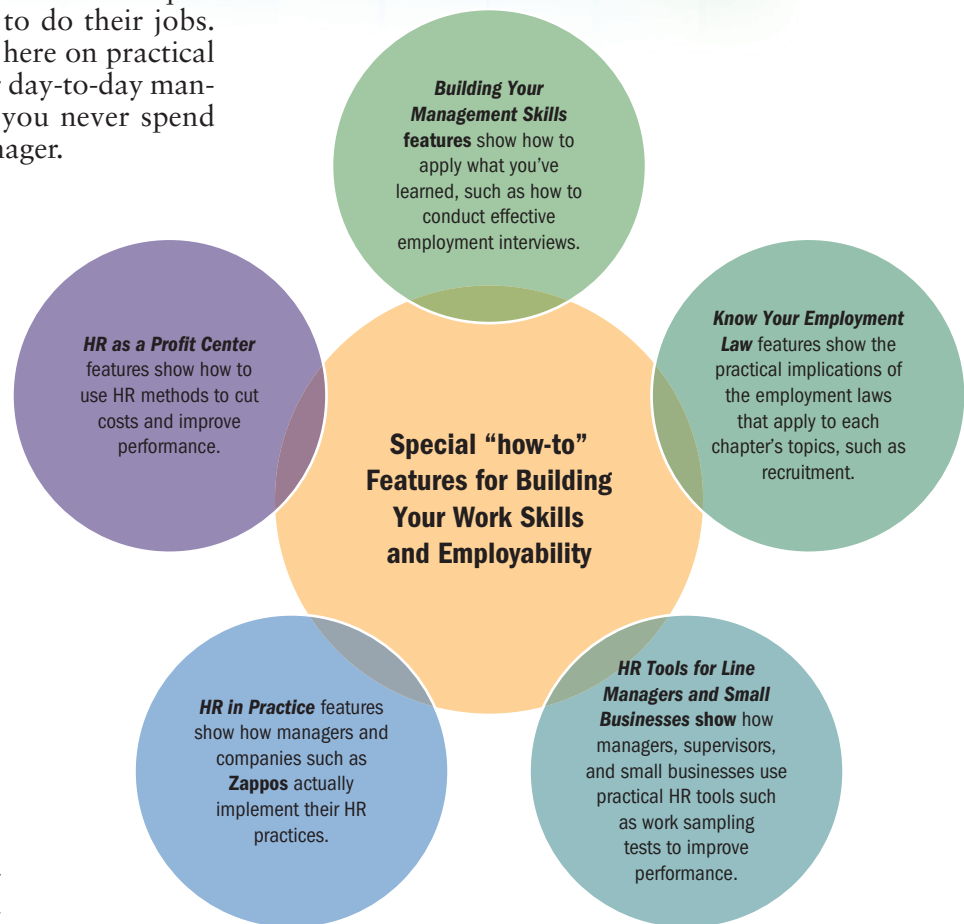 to do their jobs.
here on practical
day-to-day man-
you never spend
Building Your
Management Skills
features show how to
apply what you've
learned, such as how to
conduct effective
employment interviews.
HR as a Profit Center
features show how to
use HR methods to cut
costs and improve
performance.
Know Your Employment
Law features show the
practical implications of
the employment laws
that apply to each
chapter's topics, such as
recruitment.
Special “how-to”
Features for Building
Your Work Skills
and Employability
HR in Practice features
show how managers and
companies such as
Zappos actually
implement their HR
practices.
HR Tools for Line
Managers and Small
Businesses show how
managers, supervisors,
and small businesses use
practical HR tools such
as work sampling
tests to improve
performance.